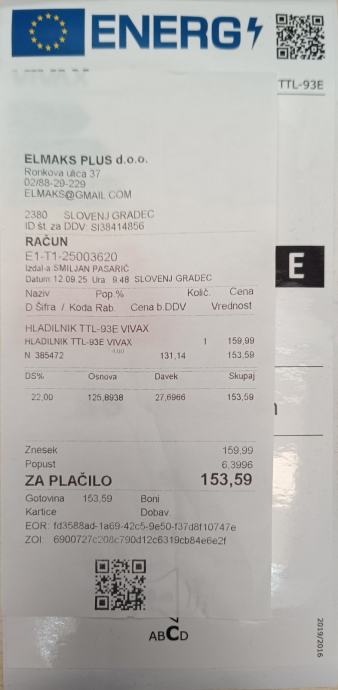 ENERG
TTL-93E
ELMAKS PLUS d.o.o.
Ronkova ulica 37
02/88-29-229
ELMAKS@GMAIL.COM
2380 SLOVENJ GRADEC
ID št. za DDV: SI38414856
RAČUN
E1-T1-25003620
Izdal-a SMILJAN PASARIĆ
Datum 12.09.25 Ura 9.48 SLOVENJ GRADEC
Naziv Pop.% Količ. Cena
D Šifra / Koda Rab. Cena b.DDV Vrednost
HLADILNIK TTL-93E VIVAX
HLADILNIK TTL-93E VIVAX 1 159,99
N 385472 4,00 131,14 153,59
DS% Osnova Davek Skupaj
22,00 125,8938 27,6966 153,59
Znesek 159,99
Popust 6,3996
ZA PLAČILO 153,59
Gotovina 153,59 Boni
Kartice Dobav.
EOR: fd3588ad-1a69-42c5-9e50-f37d8f10747e
ZOI: 6900727c208c790d12c6319cb84e6e2f
E
ABCD
2019/2016